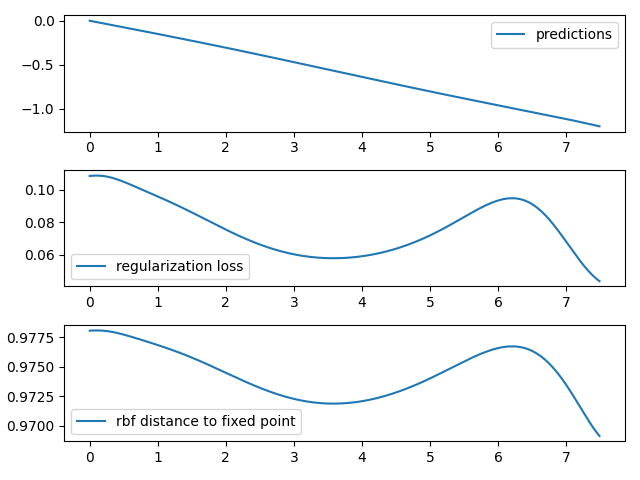 0.0
−0.5
−1.0
predictions
0 1 2 3 4 5 6 7
0.10
0.08
0.06
regularization loss
0 1 2 3 4 5 6 7
0.9775
0.9750
0.9725
0.9700
rbf distance to fixed point
0 1 2 3 4 5 6 7